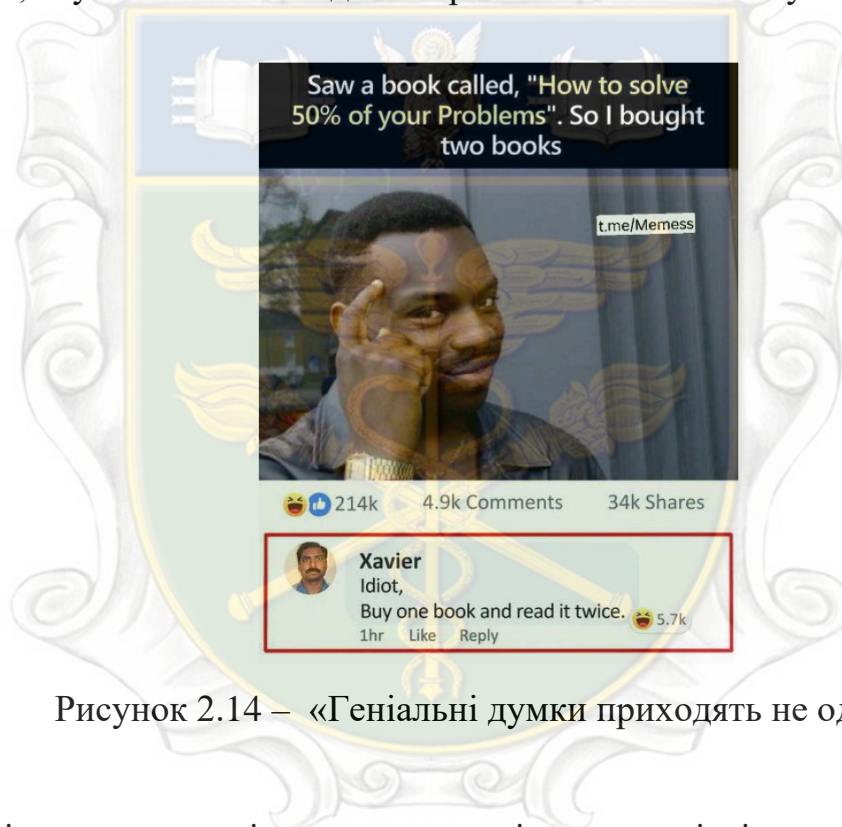 Saw a book called, "How to solve
50% of your Problems". So I bought
two books
t.me/Memess
214k 4.9k Comments 34k Shares
Xavier
Idiot,
Buy one book and read it twice. 5.7k
1hr Like Reply
Рисунок 2.14 – «Геніальні думки приходять не